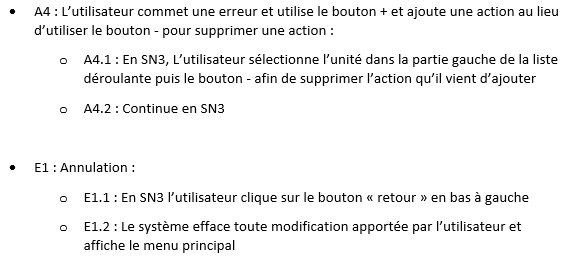 • A4 : L’utilisateur commet une erreur et utilise le bouton + et ajoute une action au lieu
d’utiliser le bouton - pour supprimer une action :
o A4.1 : En SN3, L’utilisateur sélectionne l’unité dans la partie gauche de la liste
déroulante puis le bouton - afin de supprimer l’action qu’il vient d’ajouter
o A4.2 : Continue en SN3
• E1 : Annulation :
o E1.1 : En SN3 l’utilisateur clique sur le bouton « retour » en bas à gauche
o E1.2 : Le système efface toute modification apportée par l’utilisateur et
affiche le menu principal